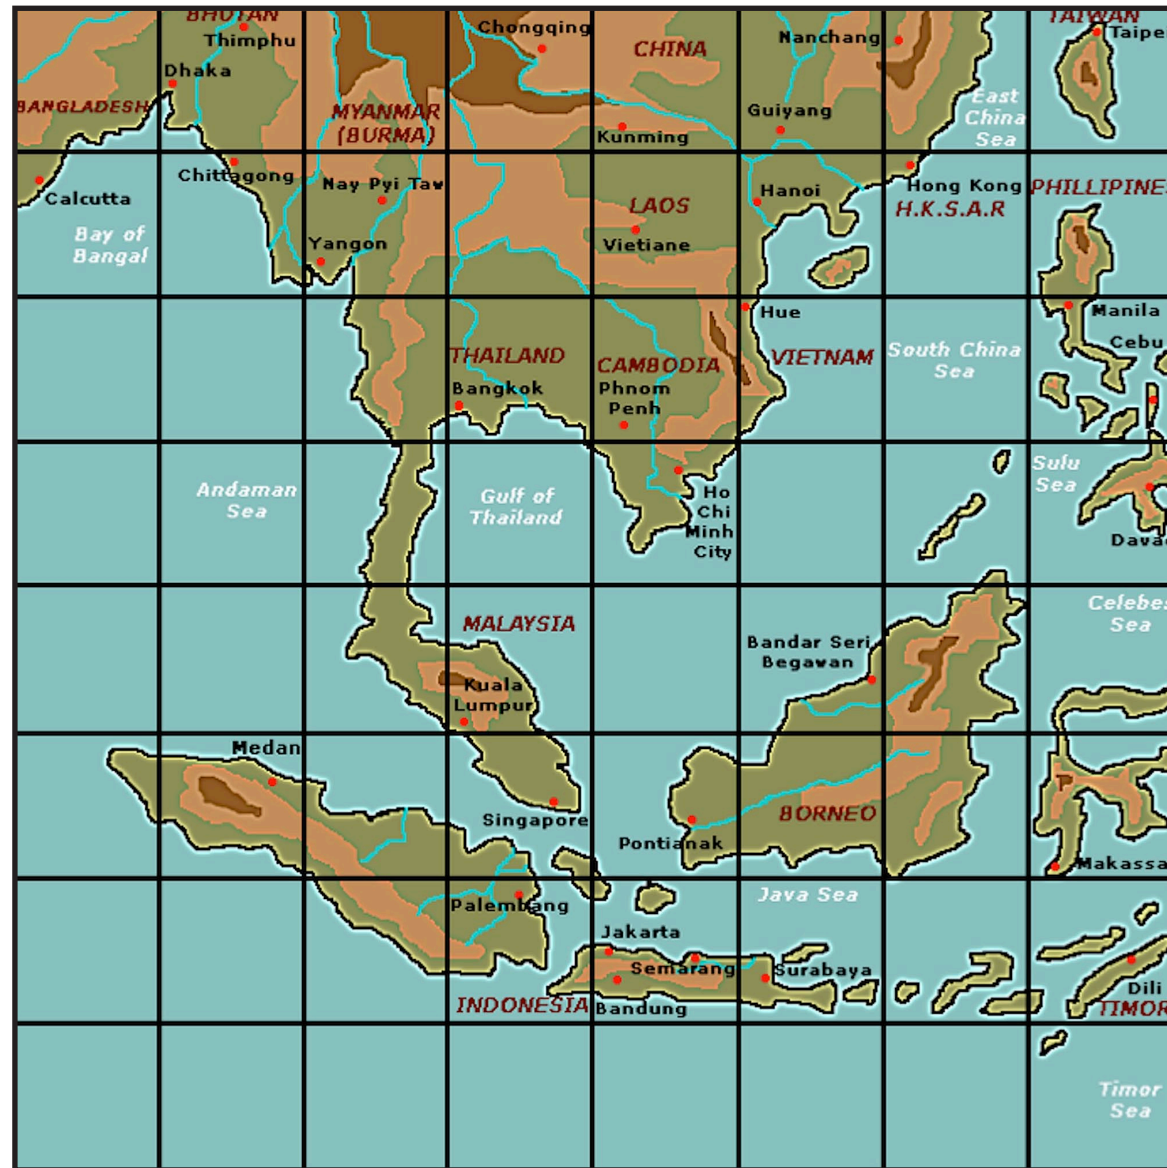 BHUTAN
Thimphu
Chongqing
CHINA
Nanchang
TAIWAN
Taipe
Dhaka
BANGLADESH
MYANMAR
(BURMA)
Kunming
Guiyang
East
China
Sea
Chittagong
Calcutta
Nay Pyi Taw
Hanoi
Hong Kong
H.K.S.A.R
PHILLIPINE
LAOS
Vietiane
Bay of
Bangal
Yangon
Hue
Manila
THAILAND
Bangkok
CAMBODIA
Phnom
Penh
VIETNAM
South China
Sea
Cebu
Andaman
Sea
Gulf of
Thailand
Ho
Chi
Minh
City
Sulu
Sea
Davao
MALAYSIA
Kuala
Lumpur
Bandar Seri
Begawan
Celebes
Sea
Medan
Singapore
Pontianak
BORNEO
Makassa
Palembang
Java Sea
Jakarta
Semarang
Surabaya
INDONESIA
Bandung
Dili
TIMOR
Timor
Sea